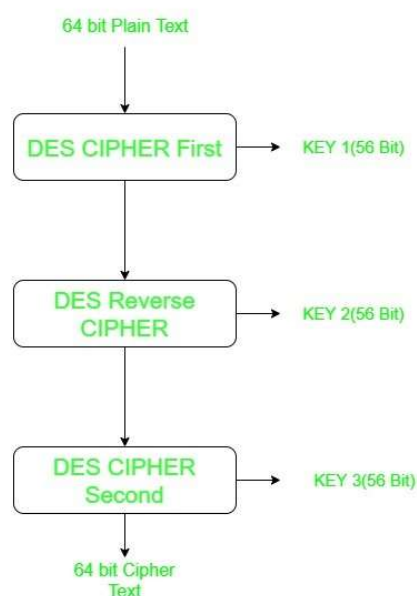 64 bit Plain Text
DES CIPHER First
KEY 1(56 Bit)
DES Reverse
CIPHER
KEY 2(56 Bit)
DES CIPHER
Second
KEY 3(56 Bit)
64 bit Cipher
Text